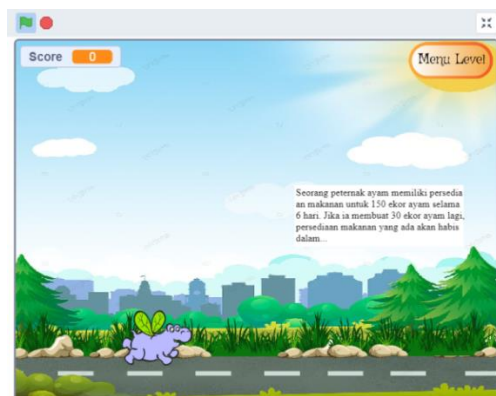 Score 0
Menu Level
Seorang peternak ayam memiliki persedia
an makanan untuk 150 ekor ayam selama
6 hari. Jika ia membuat 30 ekor ayam lagi,
persediaan makanan yang ada akan habis
dalam...